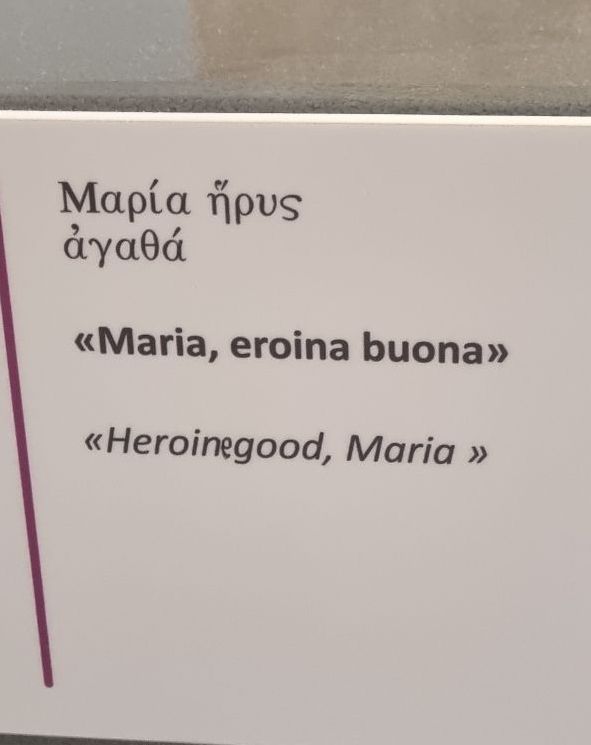 Μαρία ἥρυς
ἀγαθά
«Maria, eroina buona»
«Heroinegood, Maria »